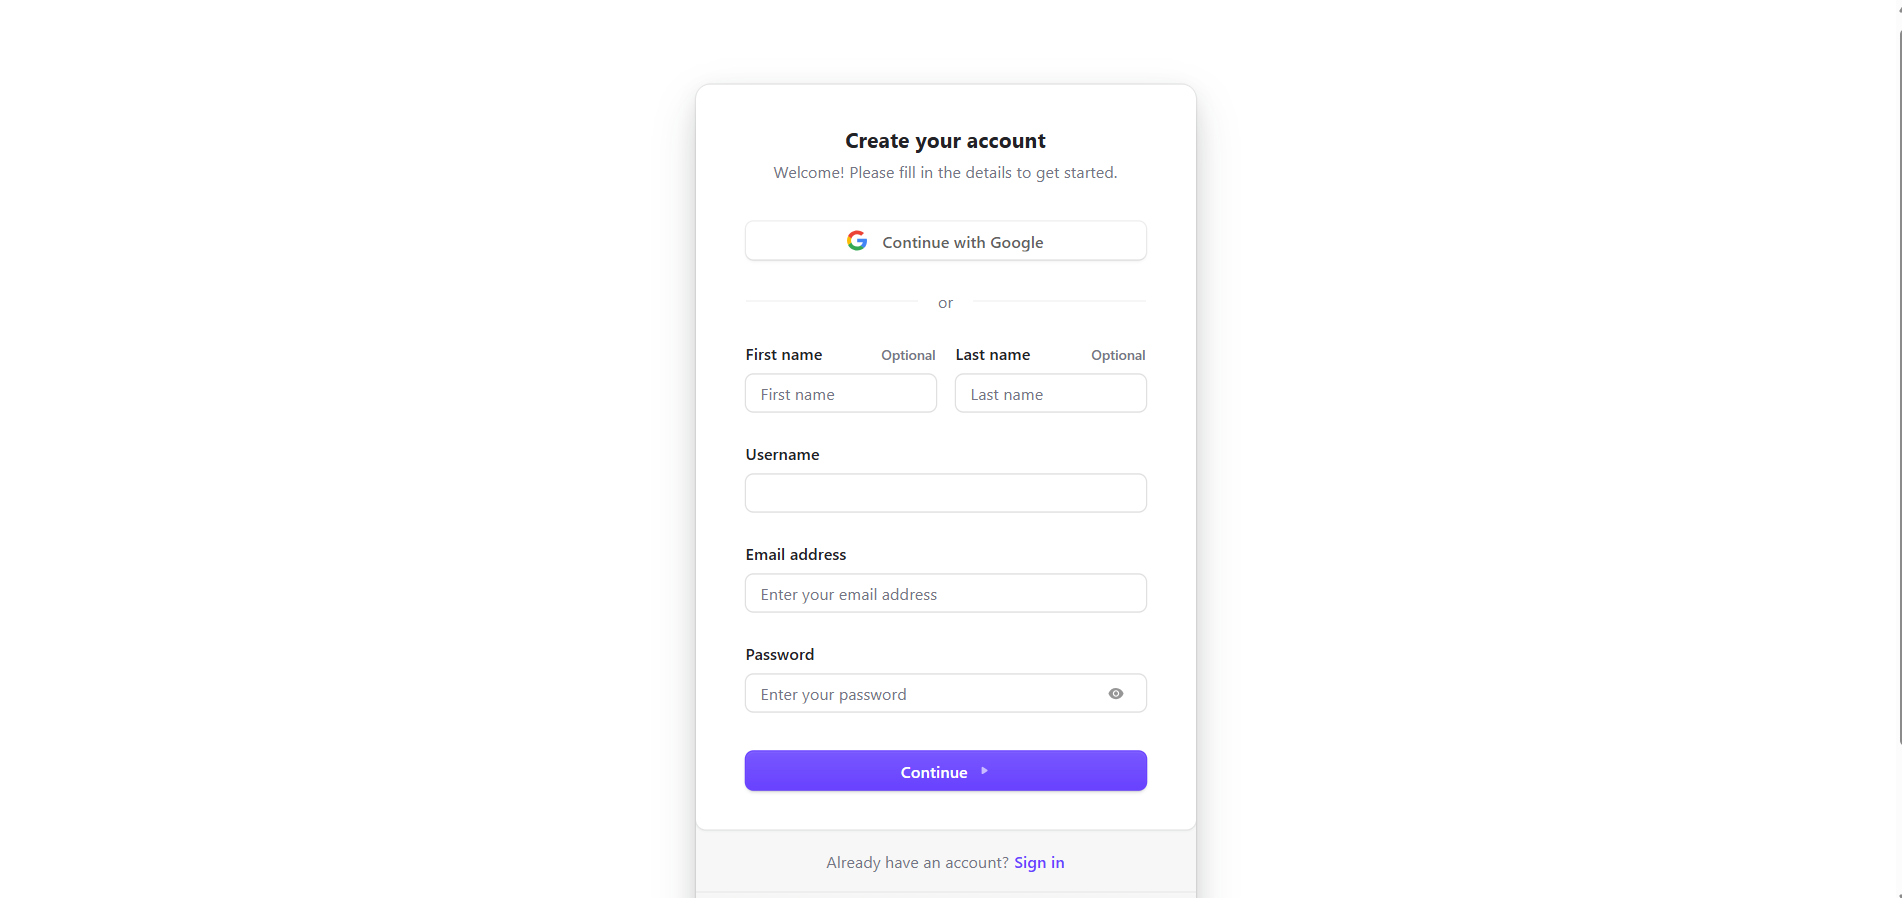 Create your account
Welcome! Please fill in the details to get started.
Continue with Google
or
First name Optional Last name Optional
First name Last name
Username
Email address
Enter your email address
Password
Enter your password
Continue
Already have an account? Sign in